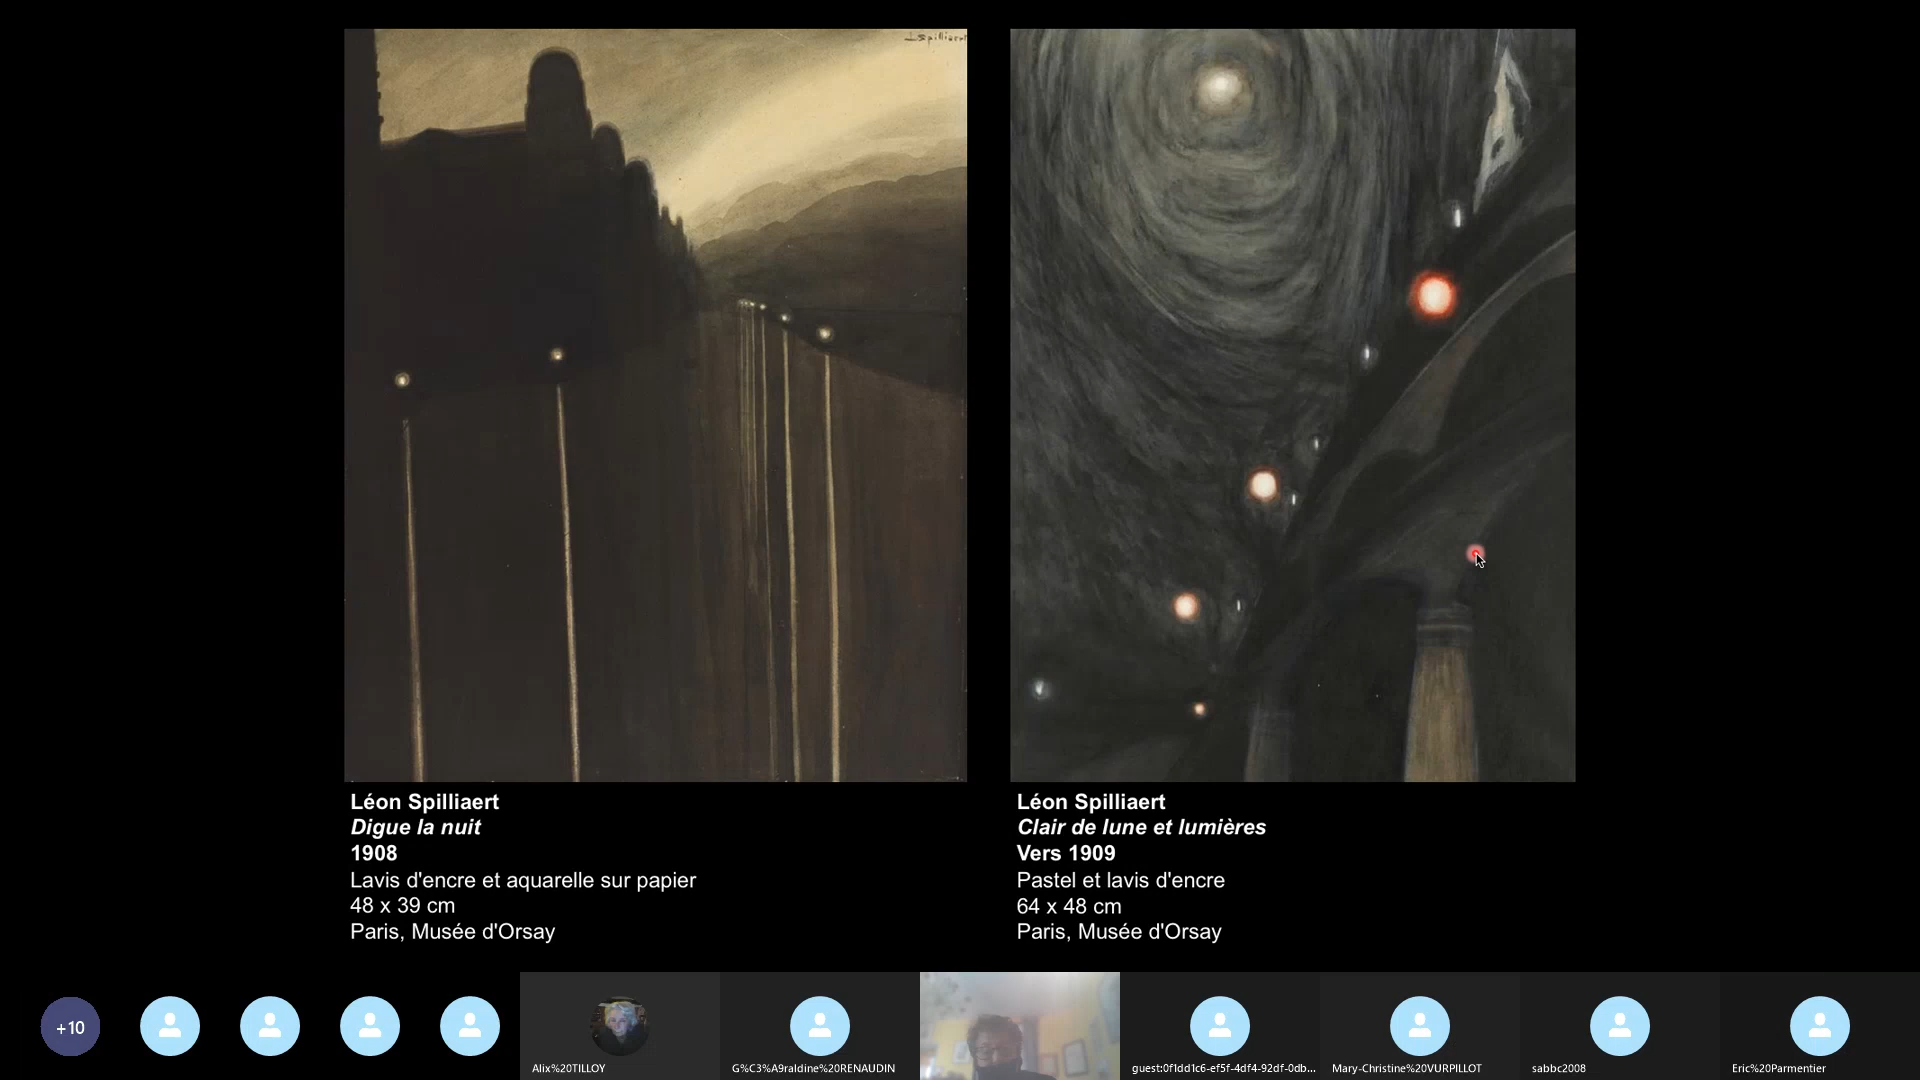 L Spilliaert
Léon Spilliaert
Digue la nuit
1908
Lavis d'encre et aquarelle sur papier
48 x 39 cm
Paris, Musée d'Orsay
Léon Spilliaert
Clair de lune et lumières
Vers 1909
Pastel et lavis d'encre
64 x 48 cm
Paris, Musée d'Orsay
+10
Alix%20TILLOY
G%C3%A9raldine%20RENAUDIN
guest:0f1dd1c6-ef5f-4df4-92df-0db...
Mary-Christine%20VURPILLOT
sabbc2008
Eric%20Parmentier